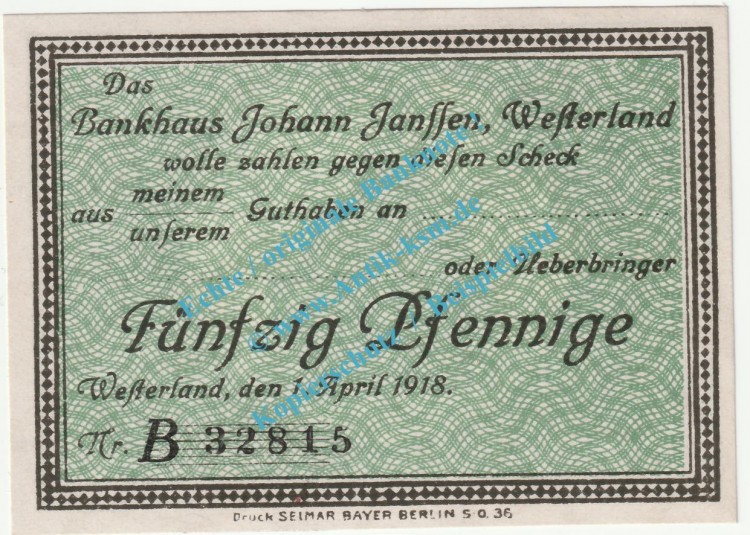 Das
Bankhaus Johann Janſſen, Weſterland
wolle zahlen gegen dieſen Scheck
aus meinem Guthaben an
unſerem
oder Ueberbringer
Fünfzig Pfennige
Weſterland, den 1. April 1918.
Nr. B 32815
Druck SELMAR BAYER BERLIN S.O. 36
Echte / originale Banknoten
© www.Antik-ksm.de
Kopierschutz - Beispielbild